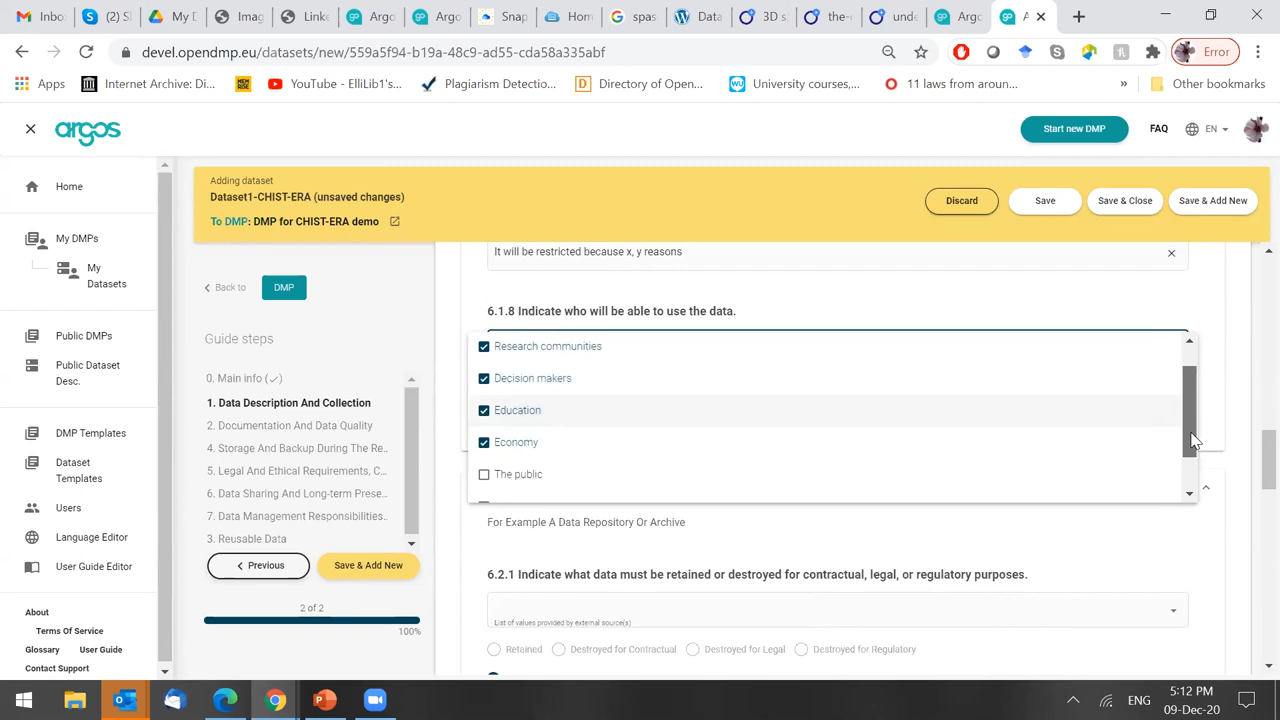 Inbo
(2) S
My D
Imag
Linke
Argo
Argo
Snap
Hom
spas
Data
3D s
the-
und
Argo
A
devel.opendmp.eu/datasets/new/559a5f94-b19a-48c9-ad55-cda58a335abf
Error
Apps
Internet Archive: Di...
YouTube - ElliLib1's...
Plagiarism Detectio...
Directory of Open...
University courses,...
11 laws from aroun...
»
Other bookmarks
argos
Start new DMP
FAQ
EN
Adding dataset
Dataset1-CHIST-ERA (unsaved changes)
To DMP: DMP for CHIST-ERA demo
Discard
Save
Save & Close
Save & Add New
Home
My DMPs
My
Datasets
Public DMPs
Public Dataset
Desc.
DMP Templates
Dataset
Templates
Users
Language Editor
User Guide Editor
About
Terms Of Service
Glossary
User Guide
Contact Support
Back to
DMP
Guide steps
0. Main info (✓)
1. Data Description And Collection
2. Documentation And Data Quality
4. Storage And Backup During The Re...
5. Legal And Ethical Requirements, C...
6. Data Sharing And Long-term Prese...
7. Data Management Responsibilities...
3. Reusable Data
Previous
Save & Add New
2 of 2
100%
It will be restricted because x, y reasons
6.1.8 Indicate who will be able to use the data.
Research communities
Decision makers
Education
Economy
The public
For Example A Data Repository Or Archive
6.2.1 Indicate what data must be retained or destroyed for contractual, legal, or regulatory purposes.
List of values provided by external source(s)
Retained
Destroyed for Contractual
Destroyed for Legal
Destroyed for Regulatory
ENG
5:12 PM
09-Dec-20